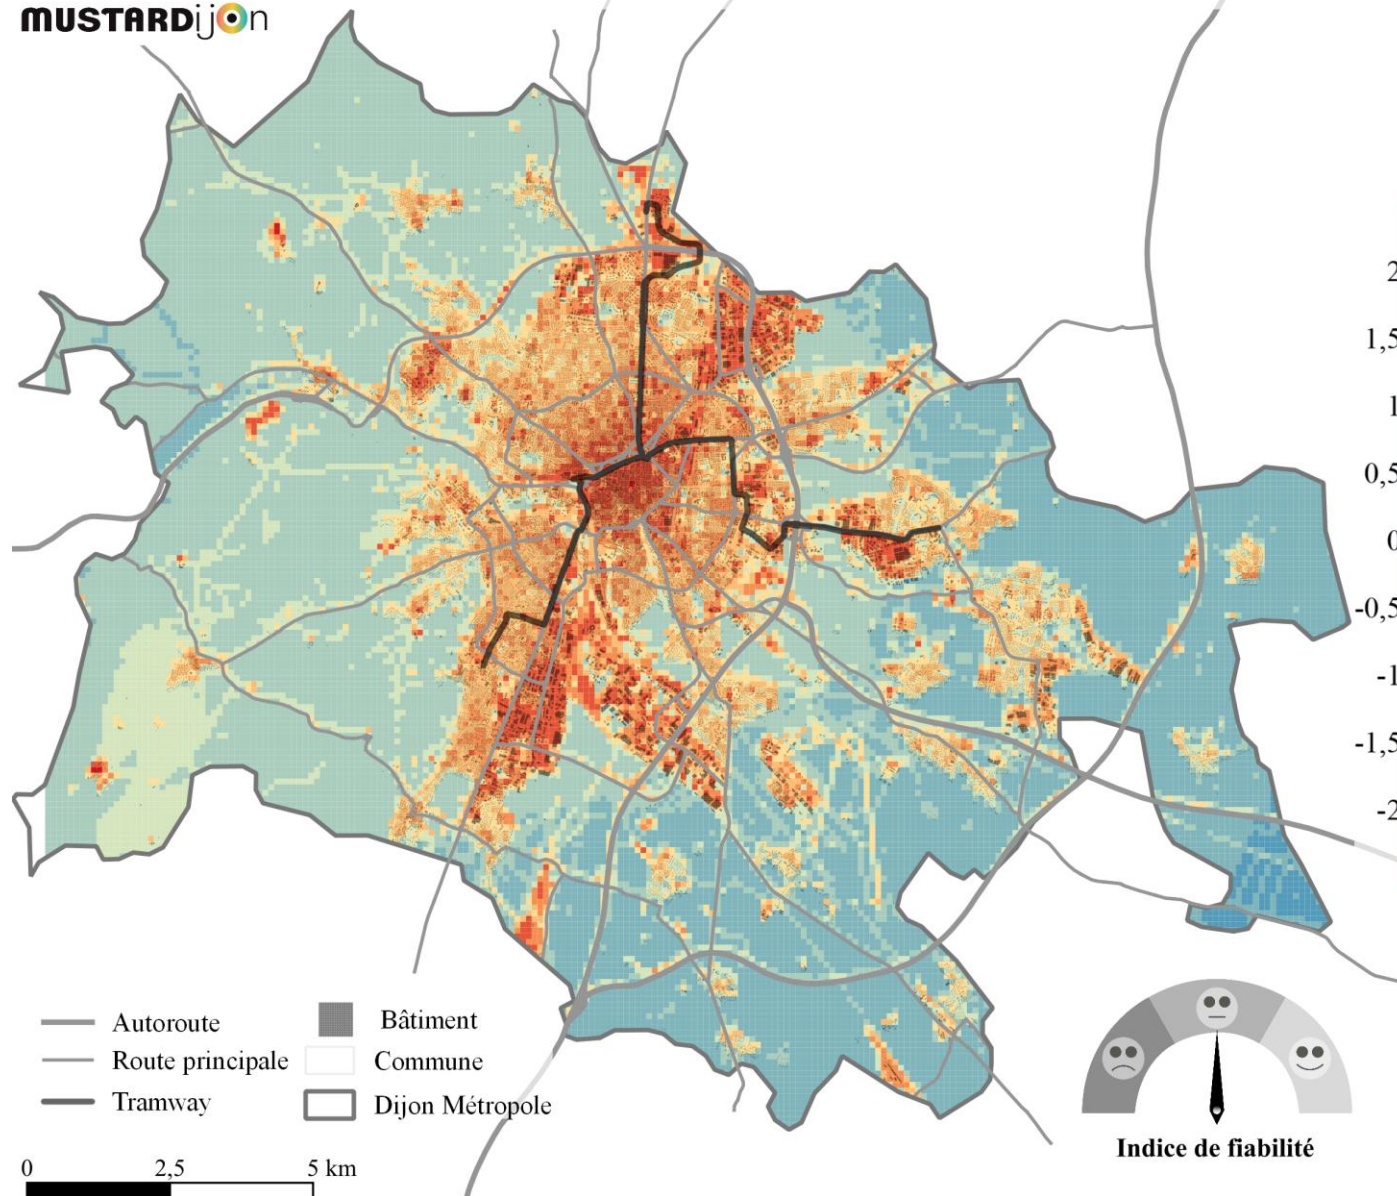 MUSTARDijon
2
1,5
1
0,5
0
-0,5
-1
-1,5
-2
Autoroute
Bâtiment
Route principale
Commune
Tramway
Dijon Métropole
Indice de fiabilité
0 2,5 5 km